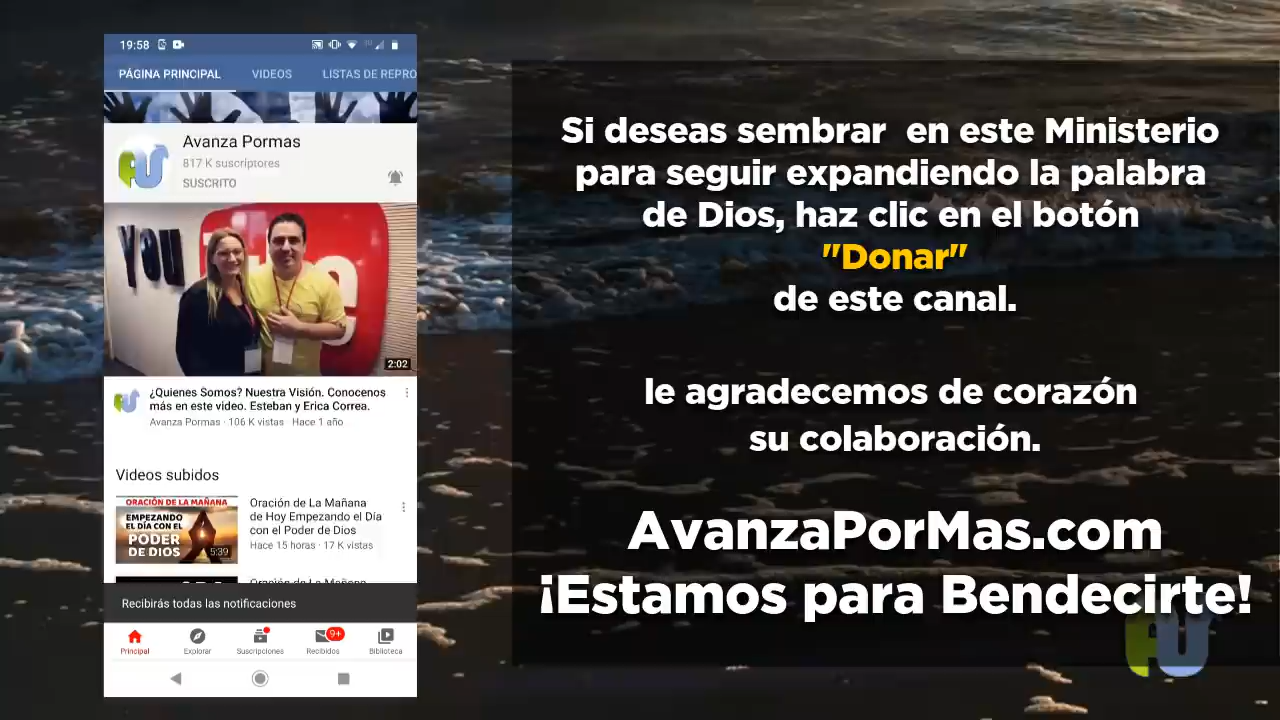 19:58
PÁGINA PRINCIPAL VIDEOS LISTAS DE REPRO
Avanza Pormas
817 K suscriptores
SUSCRITO
You
2:02
¿Quienes Somos? Nuestra Visión. Conocenos
más en este video. Esteban y Erica Correa.
Avanza Pormas · 106 K vistas · Hace 1 año
Videos subidos
ORACIÓN DE LA MAÑANA
EMPEZANDO
EL DÍA CON EL
PODER
DE DIOS
5:39
Oración de La Mañana
de Hoy Empezando el Día
con el Poder de Dios
Hace 15 horas · 17 K vistas
Oración de La Mañana
Recibirás todas las notificaciones
9+
Principal Explorar Suscripciones Recibidos Biblioteca
Si deseas sembrar en este Ministerio
para seguir expandiendo la palabra
de Dios, haz clic en el botón
"Donar"
de este canal.
le agradecemos de corazón
su colaboración.
AvanzaPorMas.com
¡Estamos para Bendecirte!